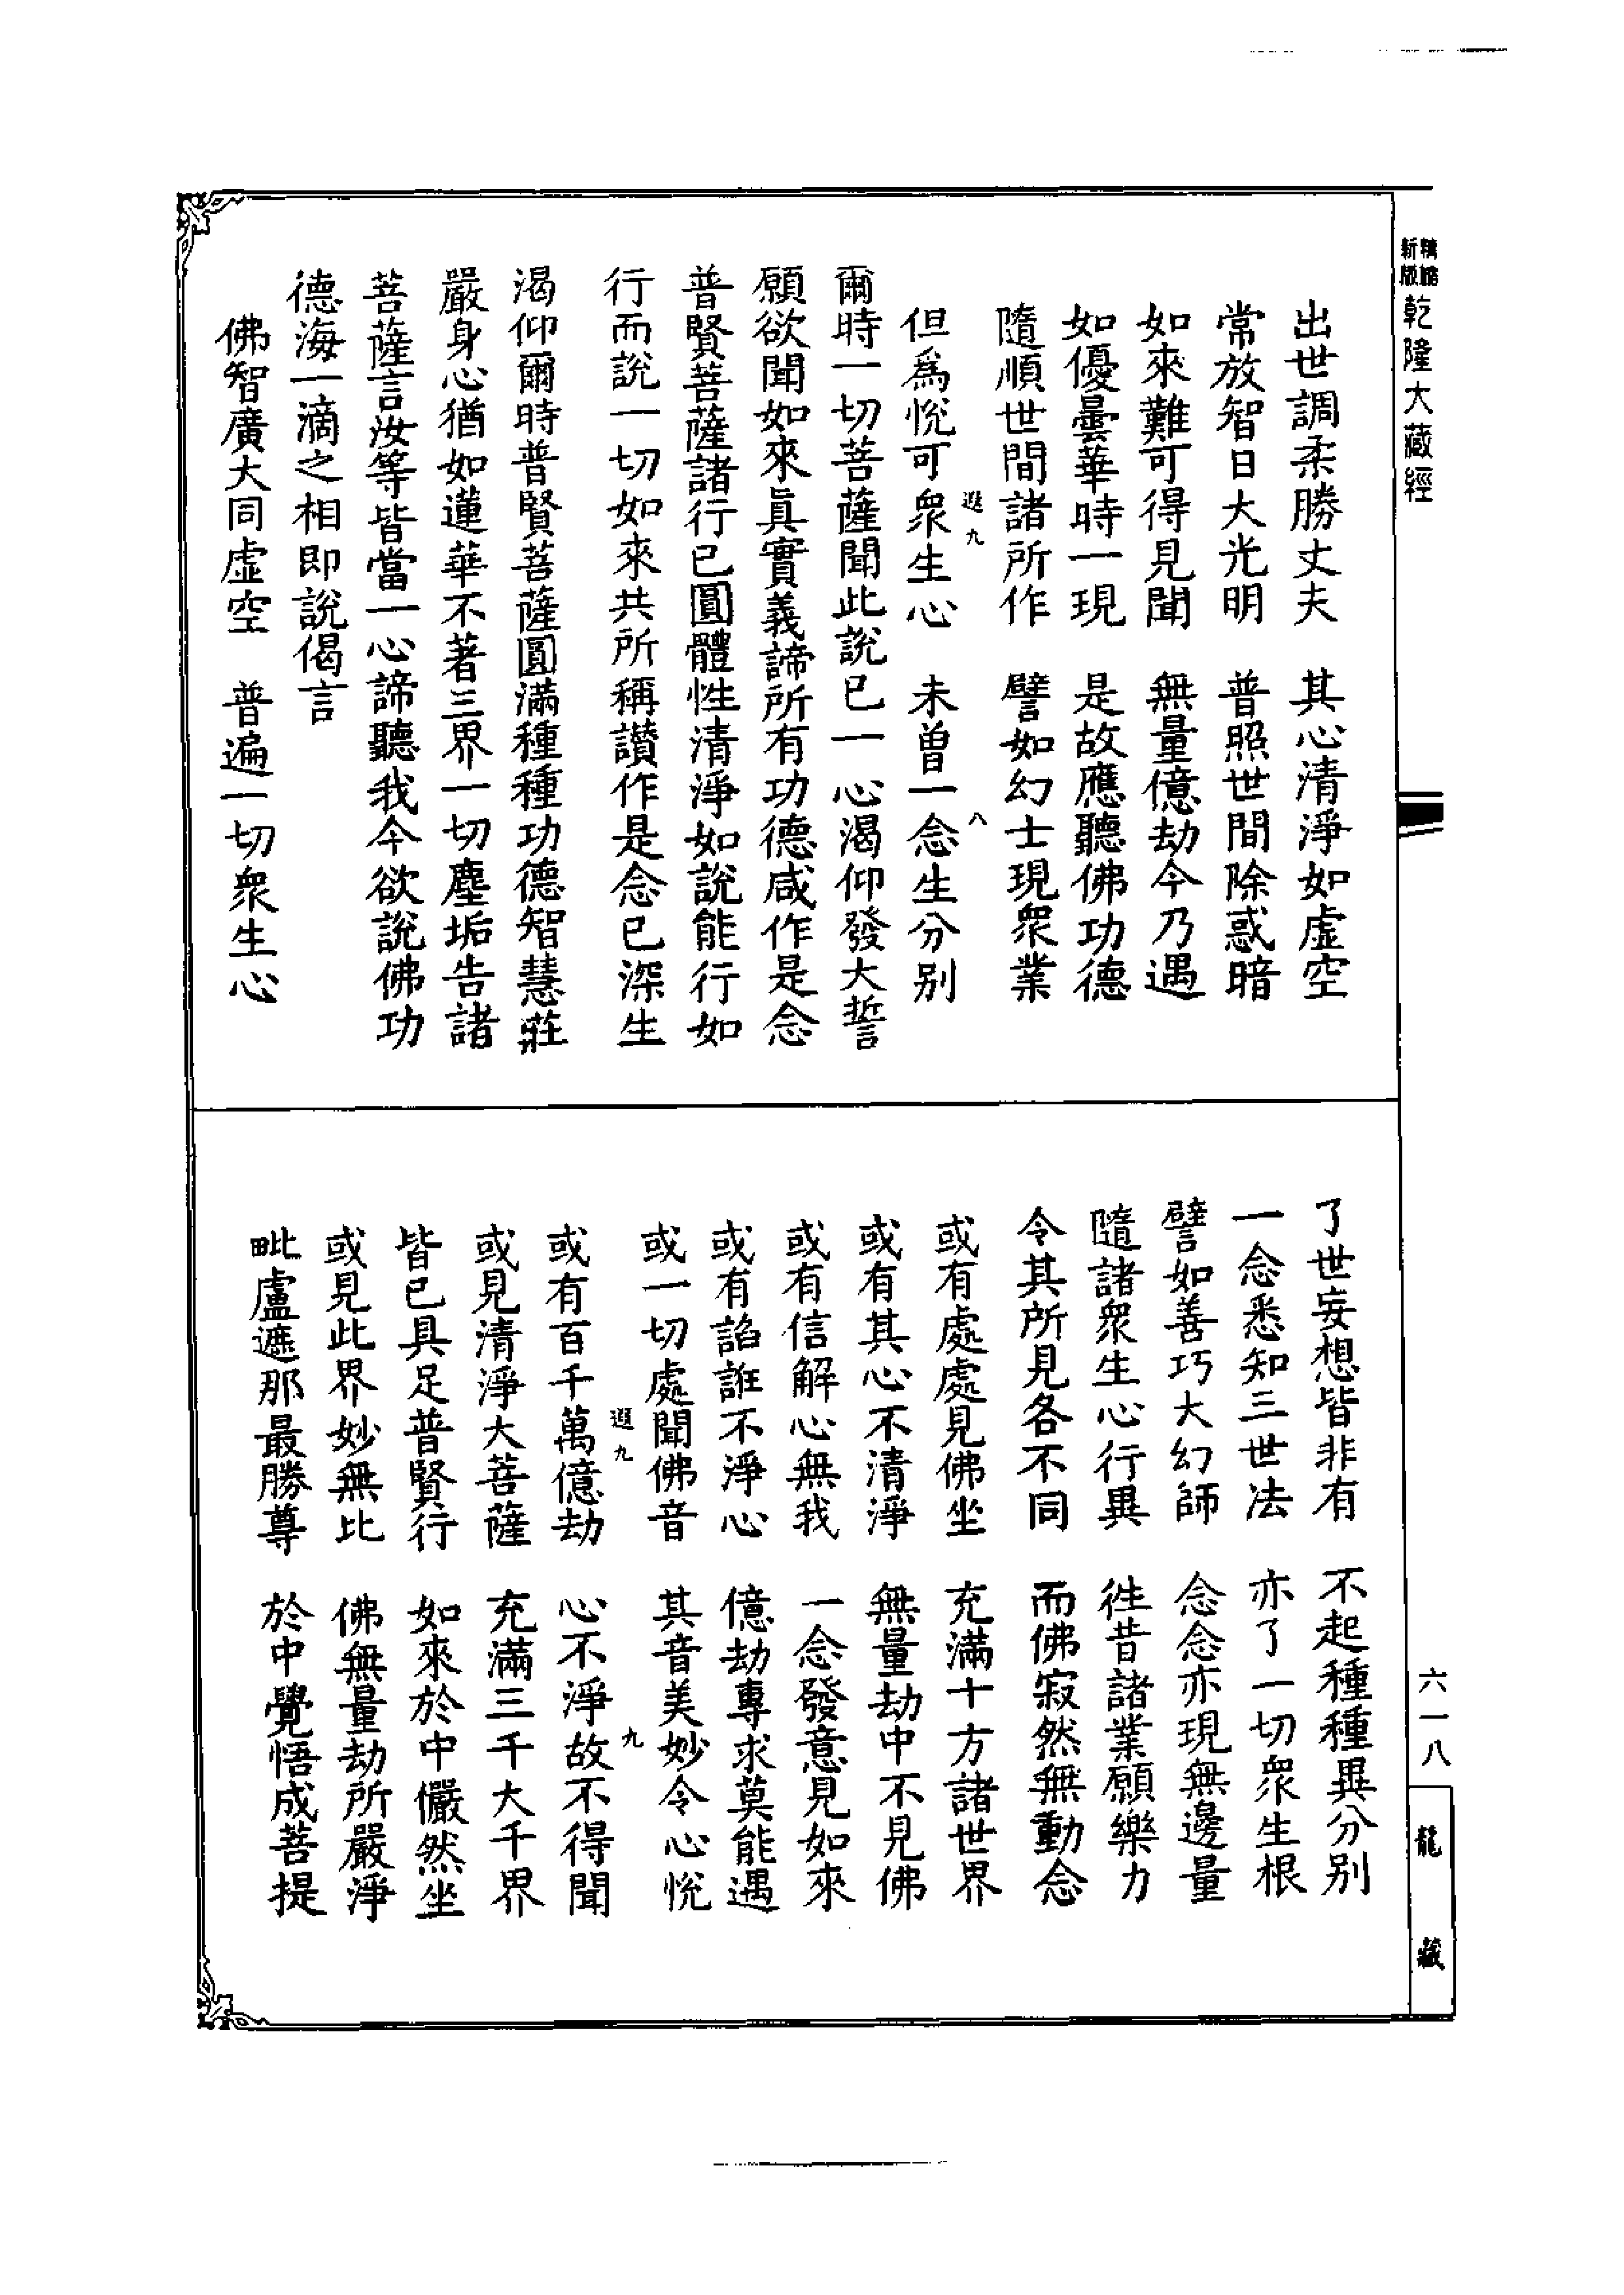 精縮
新版
乾隆大藏經
出世調柔勝丈夫　其心清淨如虛空
常放智日大光明　普照世間除惑暗
如來難可得見聞　無量億劫今乃遇
如優曇華時一現　是故應聽佛功德
隨順世間諸所作　譬如幻士現衆業
遐九　八
但爲悅可衆生心　未曾一念生分別
爾時一切菩薩聞此說已一心渴仰發大誓
願欲聞如來眞實義諦所有功德咸作是念
普賢菩薩諸行已圓體性清淨如說能行如
行而說一切如來共所稱讚作是念已深生
渴仰爾時普賢菩薩圓滿種種功德智慧莊
嚴身心猶如蓮華不著三界一切塵垢告諸
菩薩言汝等皆當一心諦聽我今欲說佛功
德海一滴之相即說偈言
佛智廣大同虛空　普遍一切衆生心
了世妄想皆非有　不起種種異分別
一念悉知三世法　亦了一切衆生根
譬如善巧大幻師　念念亦現無邊量
隨諸衆生心行異　徃昔諸業願樂力
令其所見各不同　而佛寂然無動念
或有處處見佛坐　充滿十方諸世界
或有其心不清淨　無量劫中不見佛
或有信解心無我　一念發意見如來
或有諂誑不淨心　億劫專求莫能遇
或一切處聞佛音　其音美妙令心悅
遐九　九
或有百千萬億劫　心不淨故不得聞
或見清淨大菩薩　充滿三千大千界
皆已具足普賢行　如來於中儼然坐
或見此界妙無比　佛無量劫所嚴淨
毗盧遮那最勝尊　於中覺悟成菩提
六一八
龍藏